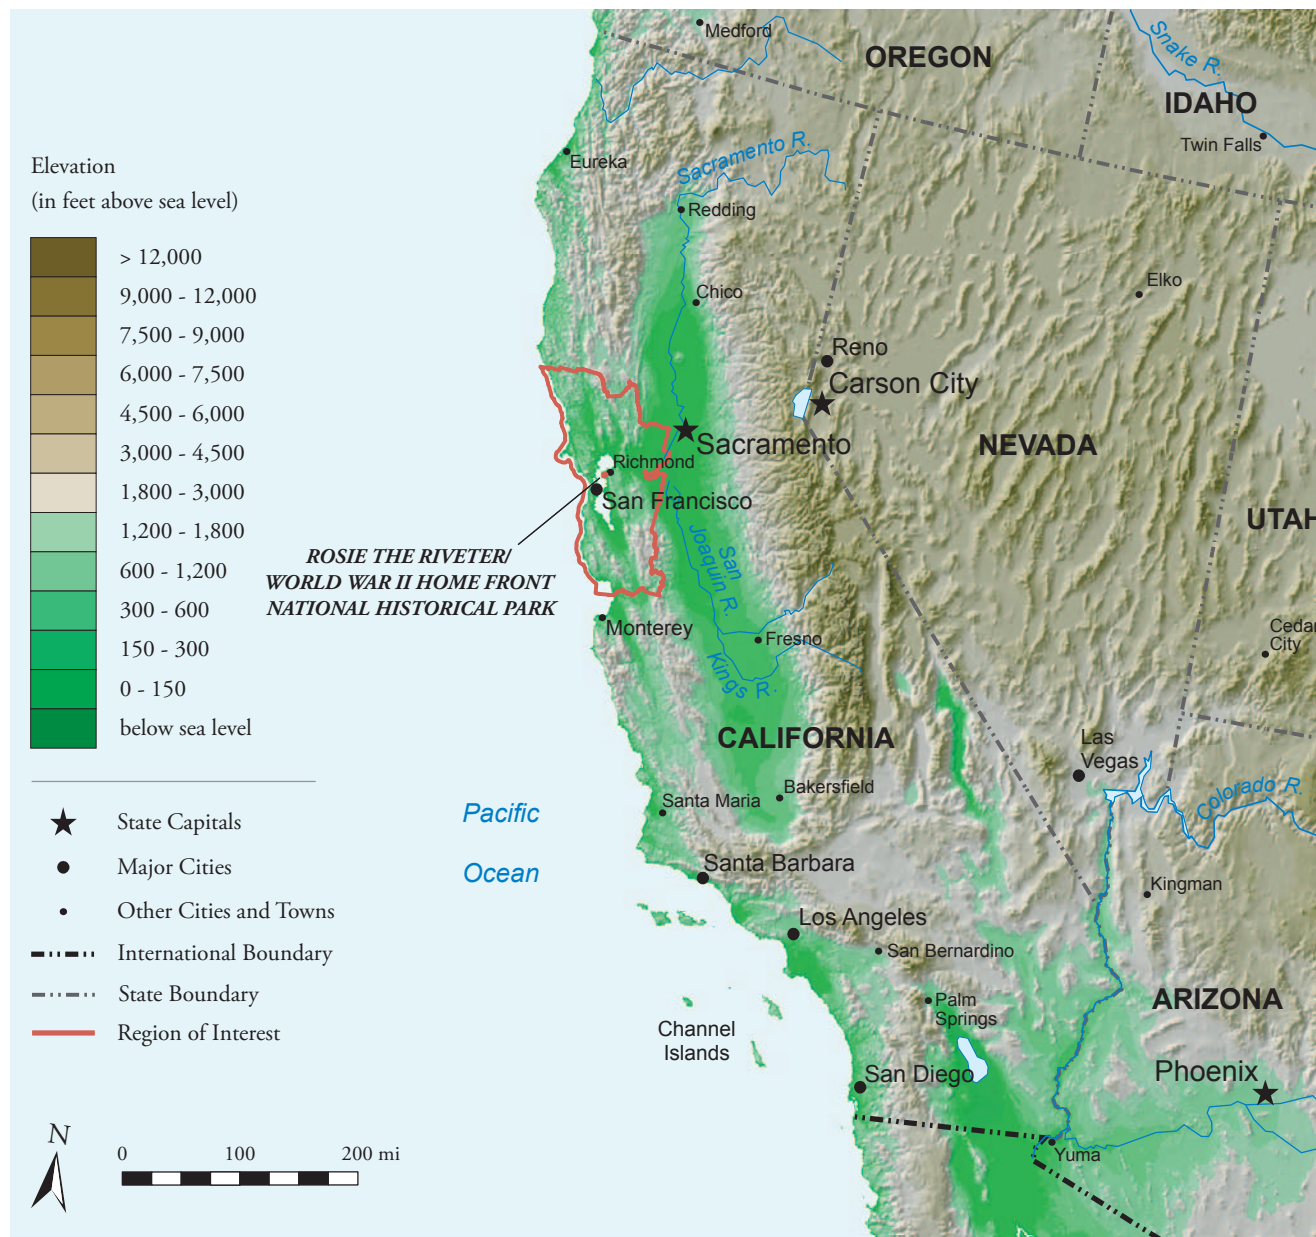 Elevation
(in feet above sea level)
> 12,000
9,000 - 12,000
7,500 - 9,000
6,000 - 7,500
4,500 - 6,000
3,000 - 4,500
1,800 - 3,000
1,200 - 1,800
600 - 1,200
300 - 600
150 - 300
0 - 150
below sea level
State Capitals
Major Cities
Other Cities and Towns
International Boundary
State Boundary
Region of Interest
N
0 100 200 mi
Medford
OREGON
Snake R.
IDAHO
Twin Falls
Eureka
Sacramento R.
Redding
Elko
Chico
Reno
Carson City
Sacramento
NEVADA
Richmond
San Francisco
UTAH
ROSIE THE RIVETER/
WORLD WAR II HOME FRONT
NATIONAL HISTORICAL PARK
San
Joaquin R.
Monterey
Fresno
Cedar
City
Kings R.
CALIFORNIA
Las
Vegas
Bakersfield
Santa Maria
Colorado R.
Pacific
Ocean
Santa Barbara
Kingman
Los Angeles
San Bernardino
Palm
Springs
ARIZONA
Channel
Islands
San Diego
Phoenix
Yuma